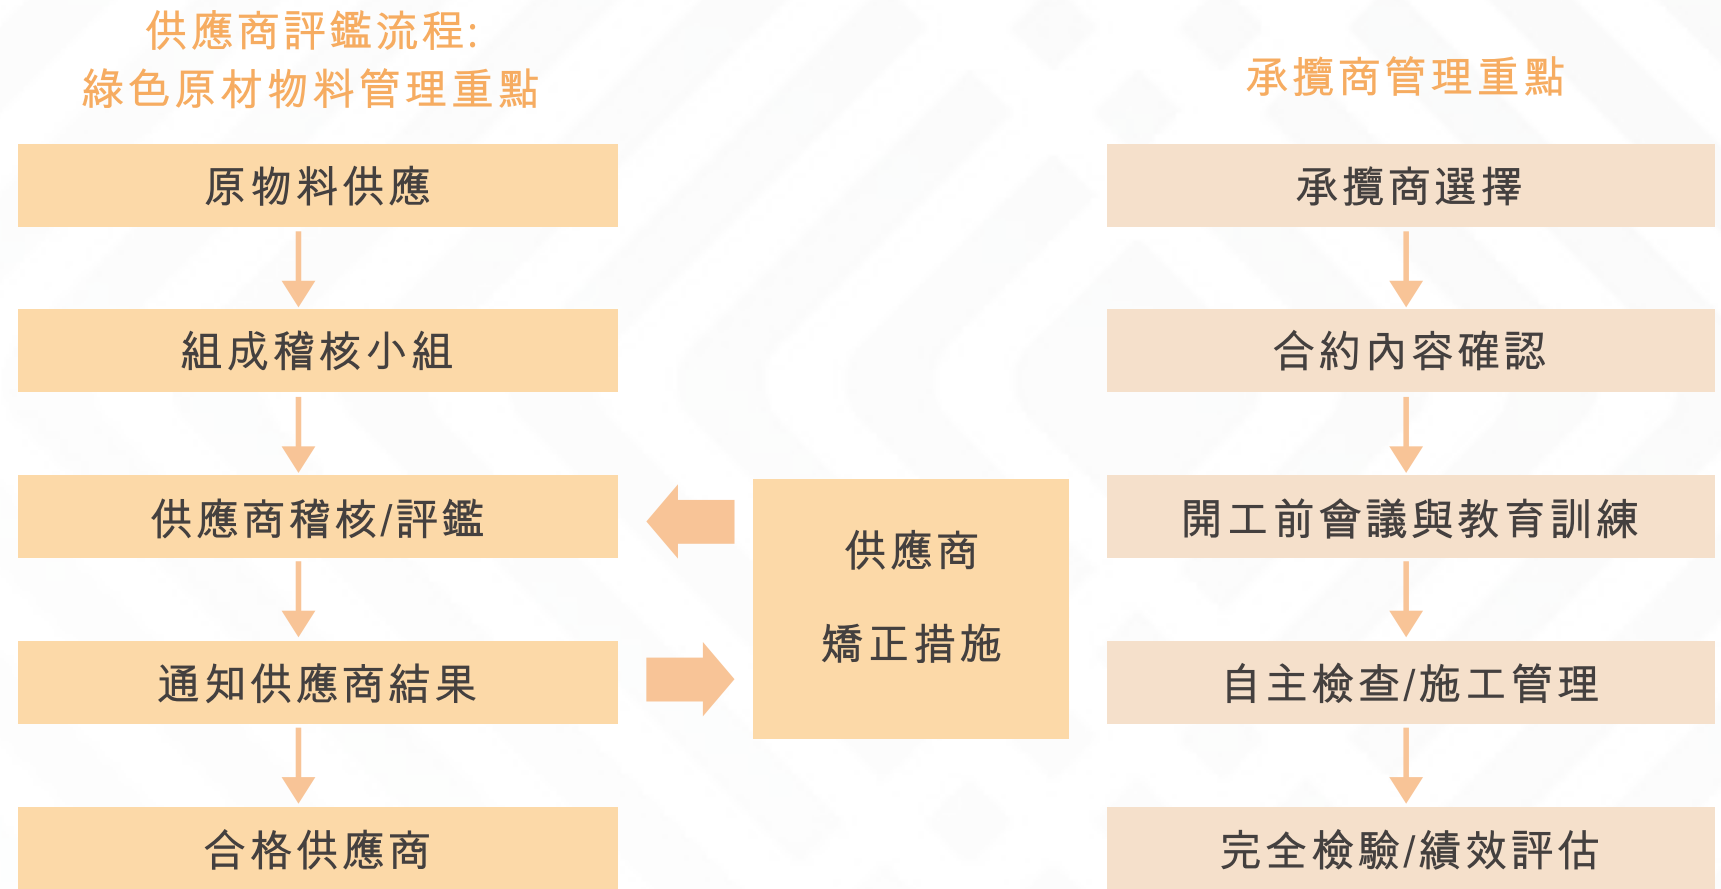 供應商評鑑流程:
綠色原材物料管理重點
原物料供應
組成稽核小組
供應商稽核/評鑑
通知供應商結果
合格供應商
供應商
矯正措施
承攬商管理重點
承攬商選擇
合約內容確認
開工前會議與教育訓練
自主檢查/施工管理
完全檢驗/績效評估